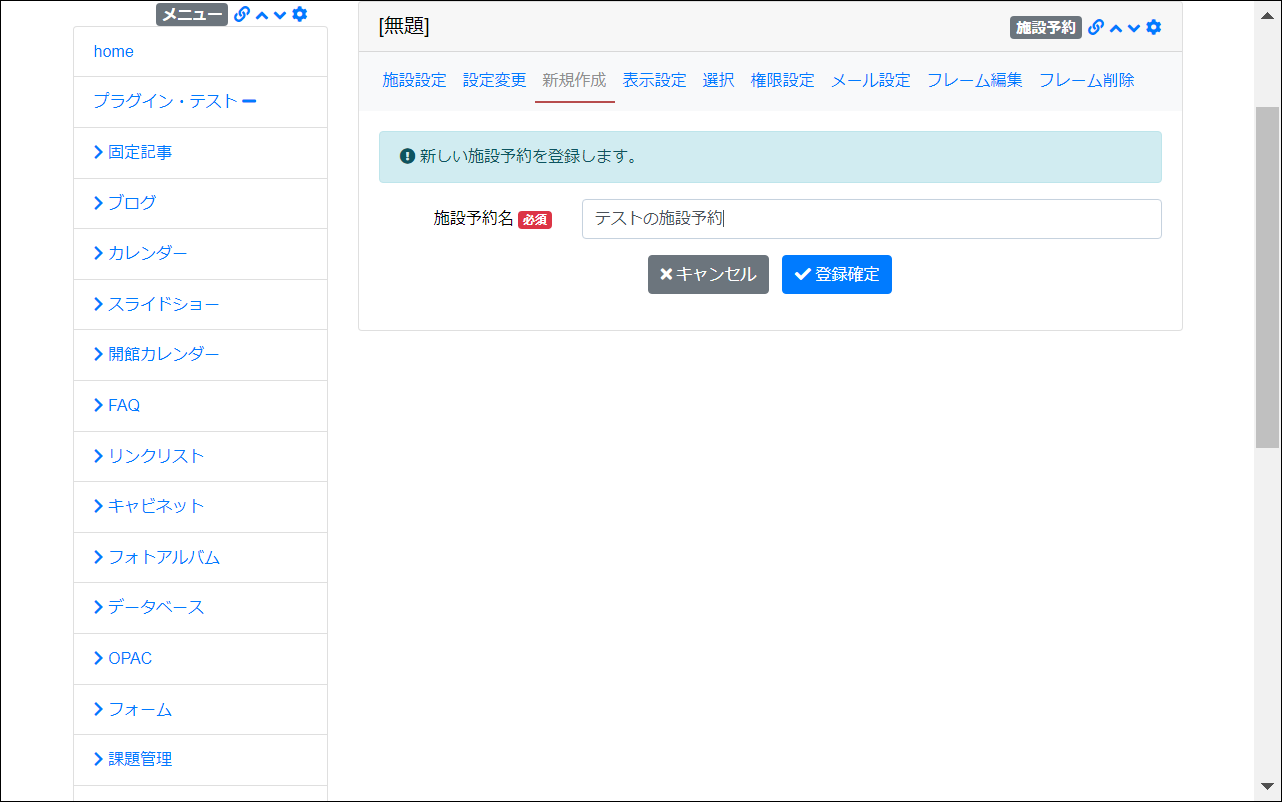 メニュー
home
プラグイン・テスト
固定記事
ブログ
カレンダー
スライドショー
開館カレンダー
FAQ
リンクリスト
キャビネット
フォトアルバム
データベース
OPAC
フォーム
課題管理
[無題]
施設予約
施設設定 設定変更 新規作成 表示設定 選択 権限設定 メール設定 フレーム編集 フレーム削除
新しい施設予約を登録します。
施設予約名 必須 テストの施設予約
キャンセル 登録確定